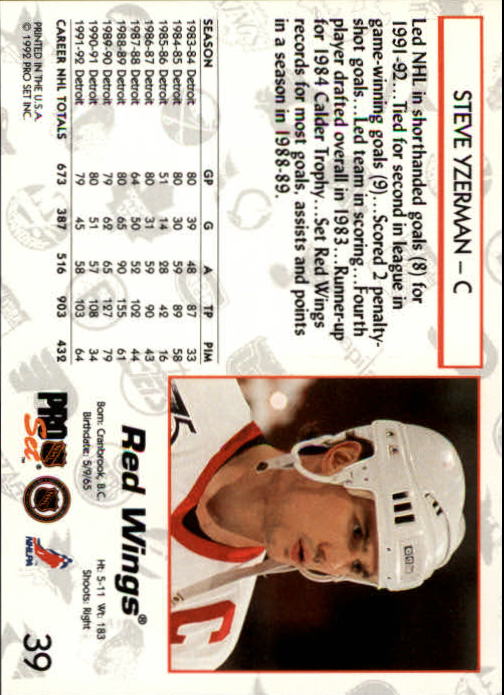 STEVE YZERMAN – C
Led NHL in shorthanded goals (8) for
1991-92...Tied for second in league in
game-winning goals (9)...Scored 2 penalty-
shot goals...Led team in scoring...Fourth
player drafted overall in 1983...Runner-up
for 1984 Calder Trophy...Set Red Wings
records for most goals, assists and points
in a season in 1988-89.
SEASON GP G A TP PIM
1983-84 Detroit 80 39 48 87 33
1984-85 Detroit 80 30 59 89 58
1985-86 Detroit 51 14 28 42 16
1986-87 Detroit 80 31 59 90 43
1987-88 Detroit 64 50 52 102 44
1988-89 Detroit 80 65 90 155 61
1989-90 Detroit 79 62 65 127 79
1990-91 Detroit 80 51 57 108 34
1991-92 Detroit 79 45 58 103 64
CAREER NHL TOTALS 673 387 516 903 432
PRINTED IN THE U.S.A.
© 1992 PRO SET INC.
C
Red Wings®
Born: Cranbrook, B.C. Ht: 5-11 Wt: 183
Birthdate: 5/9/65 Shoots: Right
PRO Set™
NHLPA
39